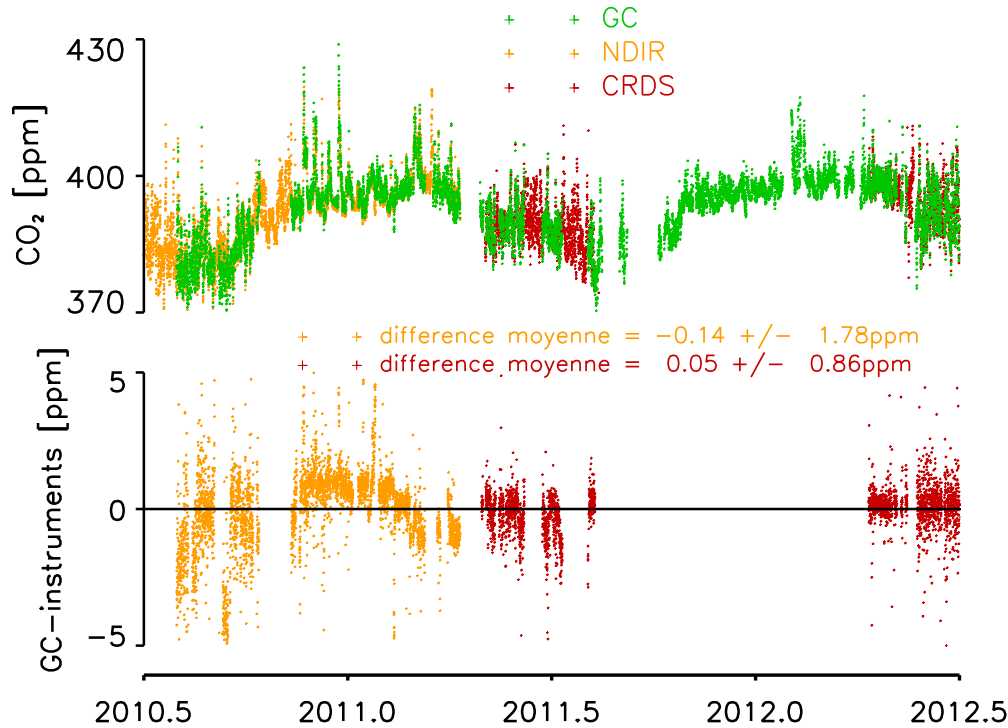 GC
NDIR
CRDS
430
400
370
CO₂ [ppm]
difference moyenne = −0.14 +/− 1.78ppm
difference moyenne = 0.05 +/− 0.86ppm
5
0
−5
GC−instruments [ppm]
2010.5 2011.0 2011.5 2012.0 2012.5